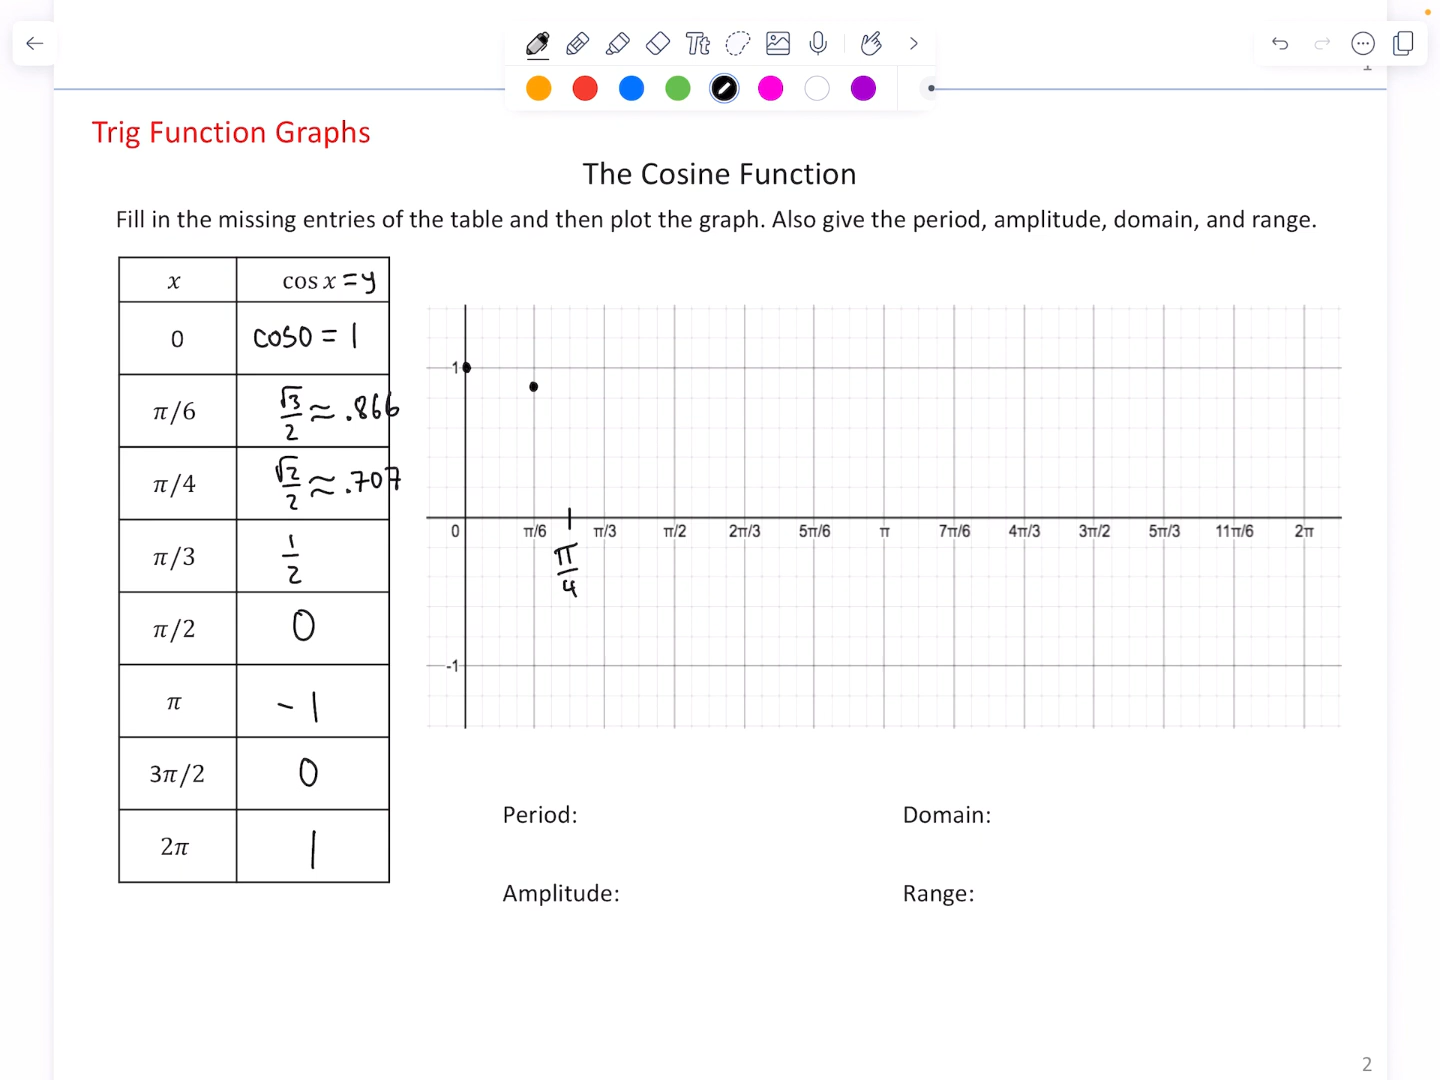 Tt
1
Trig Function Graphs
The Cosine Function
Fill in the missing entries of the table and then plot the graph. Also give the period, amplitude, domain, and range.
x cos x = y
0 cos0 = 1
π/6 √3/2 ≈ .866
π/4 √2/2 ≈ .707
π/3 1/2
π/2 0
π -1
3π/2 0
2π 1
1
0 π/6 π/3 π/2 2π/3 5π/6 π 7π/6 4π/3 3π/2 5π/3 11π/6 2π
π/4
-1
Period: Domain:
Amplitude: Range:
2